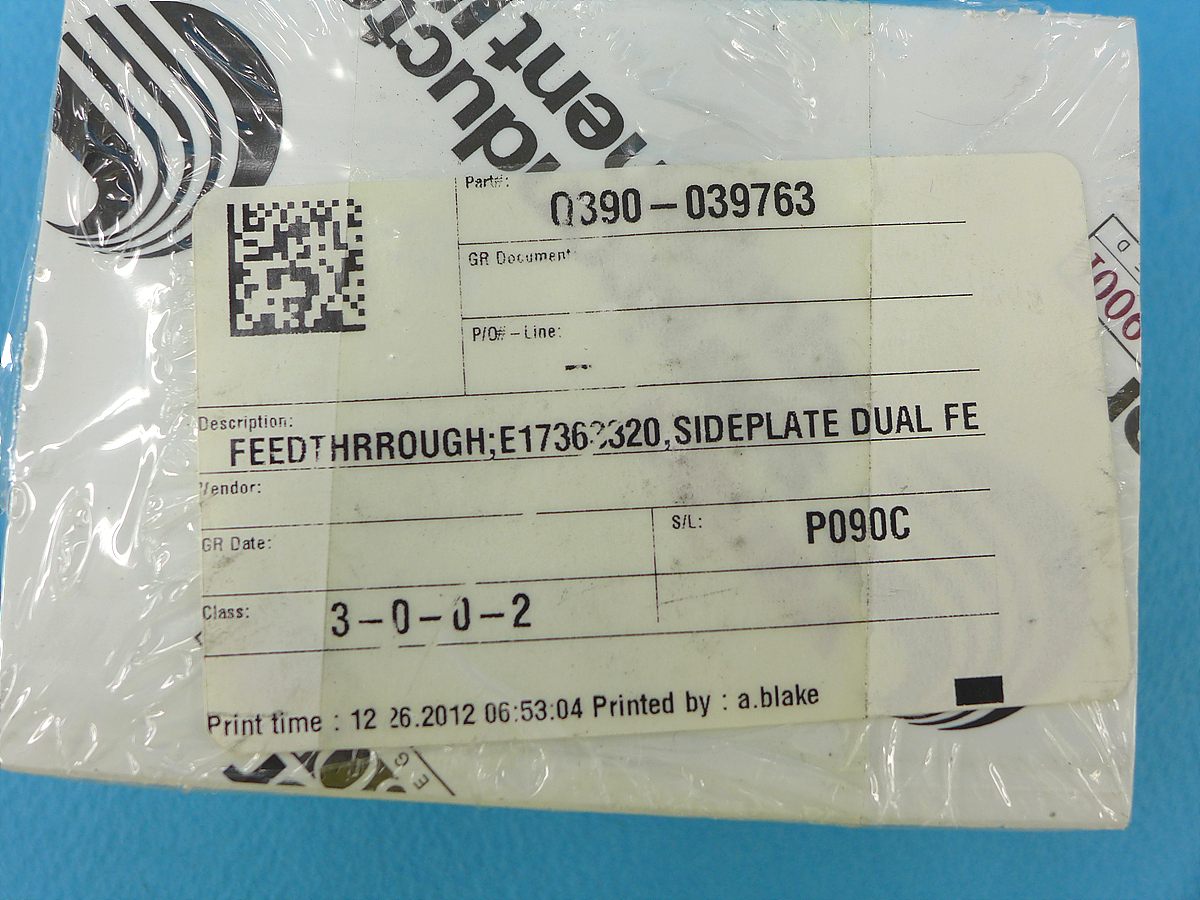 Part#:
Q390-039763
GR Document:
P/O#-Line:
-
Description:
FEEDTHRROUGH;E17363320,SIDEPLATE DUAL FE
Vendor:
GR Date:
S/L:
P090C
Class:
3-0-0-2
Print time : 12 26.2012 06:53:04 Printed by : a.blake